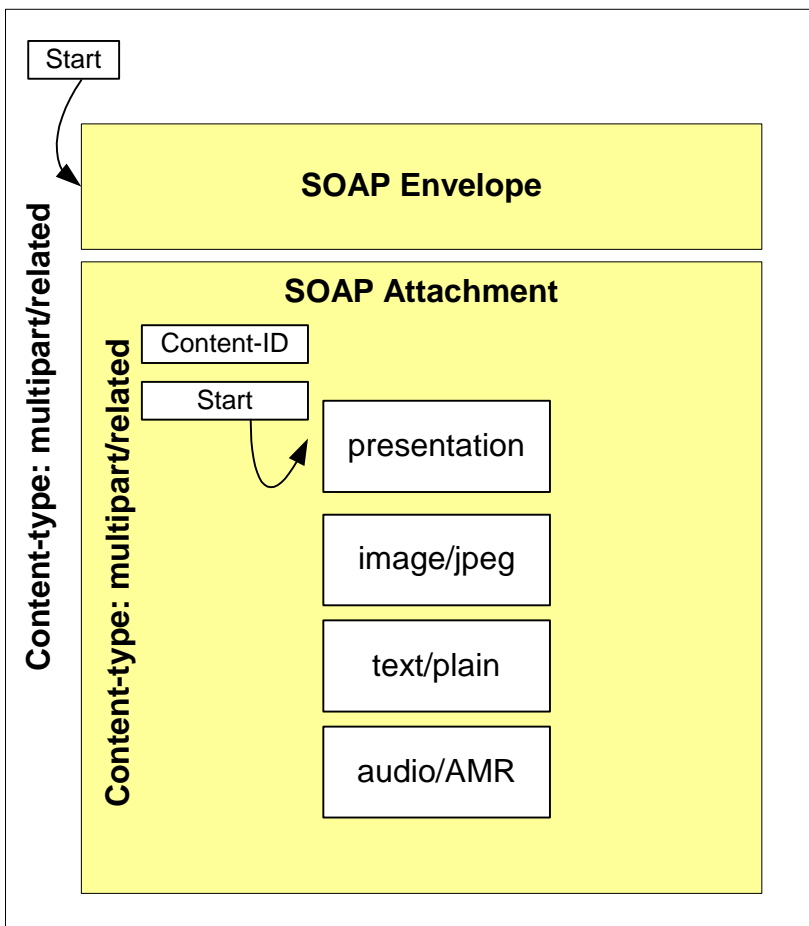 Start
Content-type: multipart/related
SOAP Envelope
SOAP Attachment
Content-type: multipart/related
Content-ID
Start
presentation
image/jpeg
text/plain
audio/AMR